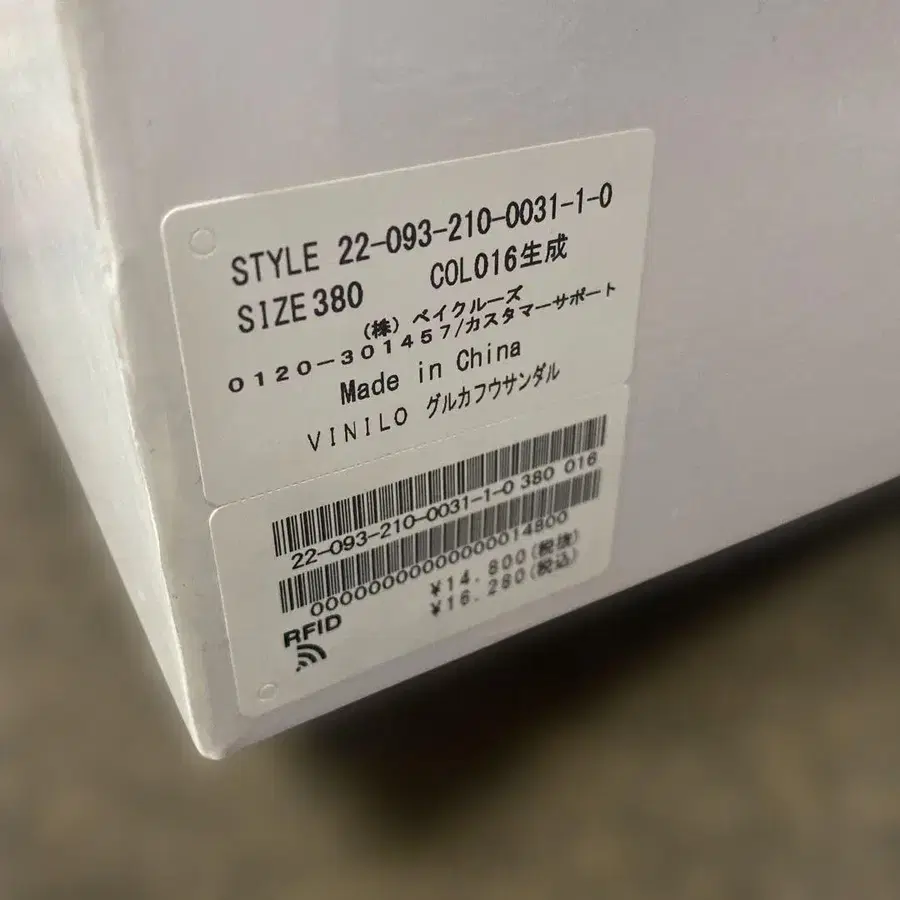 STYLE 22-093-210-0031-1-0
SIZE 380 COL016生成
(株) ベイクルーズ
0120-301457/カスタマーサポート
Made in China
VINILO グルカフウサンダル
22-093-210-0031-1-0 380 016
00000000000000014800
¥14,800(税抜)
¥16,280(税込)
RFID